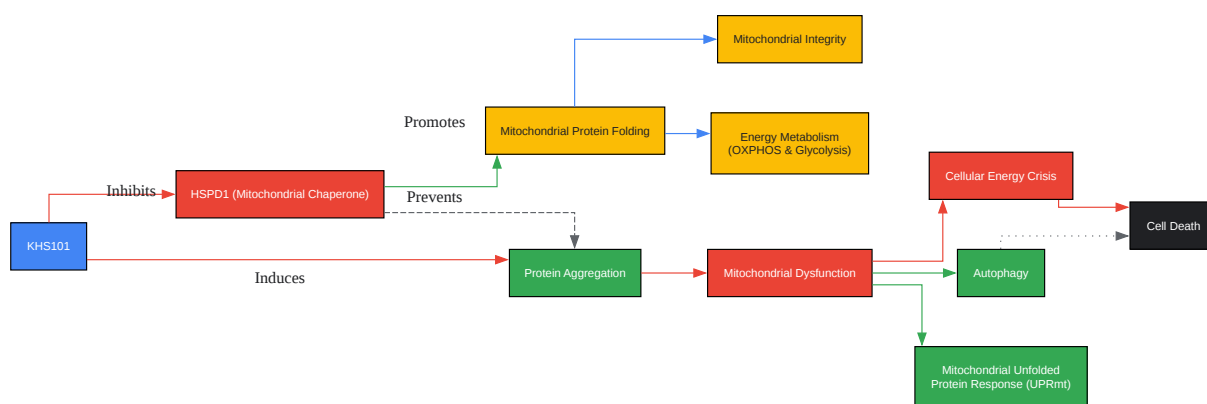 Mitochondrial Integrity
Promotes
Mitochondrial Protein Folding
Energy Metabolism
(OXPHOS & Glycolysis)
Inhibits
HSPD1 (Mitochondrial Chaperone)
Prevents
Cellular Energy Crisis
KHS101
Cell Death
Induces
Protein Aggregation
Mitochondrial Dysfunction
Autophagy
Mitochondrial Unfolded
Protein Response (UPRmt)